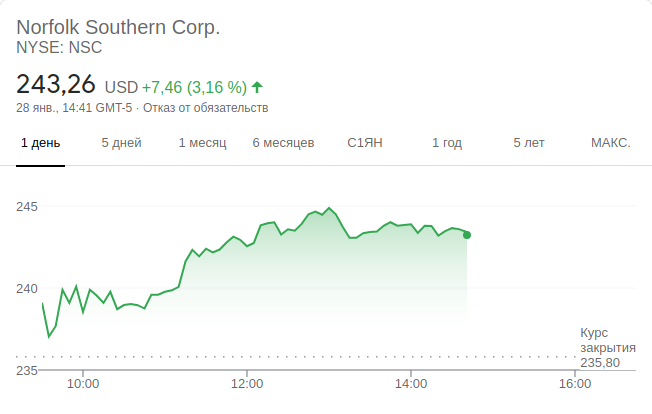 Norfolk Southern Corp.
NYSE: NSC
243,26 USD +7,46 (3,16 %)
28 янв., 14:41 GMT-5 · Отказ от обязательств
1 день 5 дней 1 месяц 6 месяцев С1ЯН 1 год 5 лет МАКС.
245
240
Курс
закрытия
235,80
235
10:00 12:00 14:00 16:00